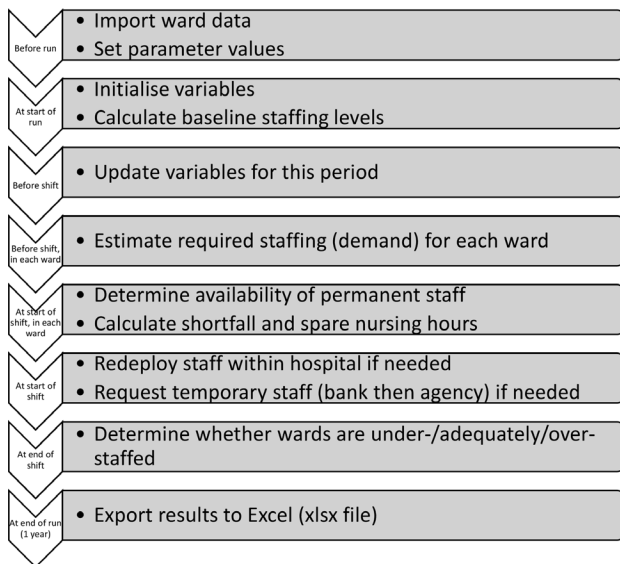 Before run
• Import ward data
• Set parameter values
At start of
run
• Initialise variables
• Calculate baseline staffing levels
Before shift
• Update variables for this period
Before shift,
in each ward
• Estimate required staffing (demand) for each ward
At start of
shift, in each
ward
• Determine availability of permanent staff
• Calculate shortfall and spare nursing hours
At start of
shift
• Redeploy staff within hospital if needed
• Request temporary staff (bank then agency) if needed
At end of
shift
• Determine whether wards are under-/adequately/over-
staffed
At end of run
(1 year)
• Export results to Excel (xlsx file)